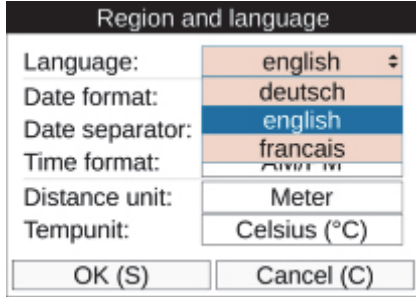 Region and language
Language: english
Date format: deutsch
Date separator: english
Time format: francais
Distance unit: Meter
Tempunit: Celsius (°C)
OK (S) Cancel (C)